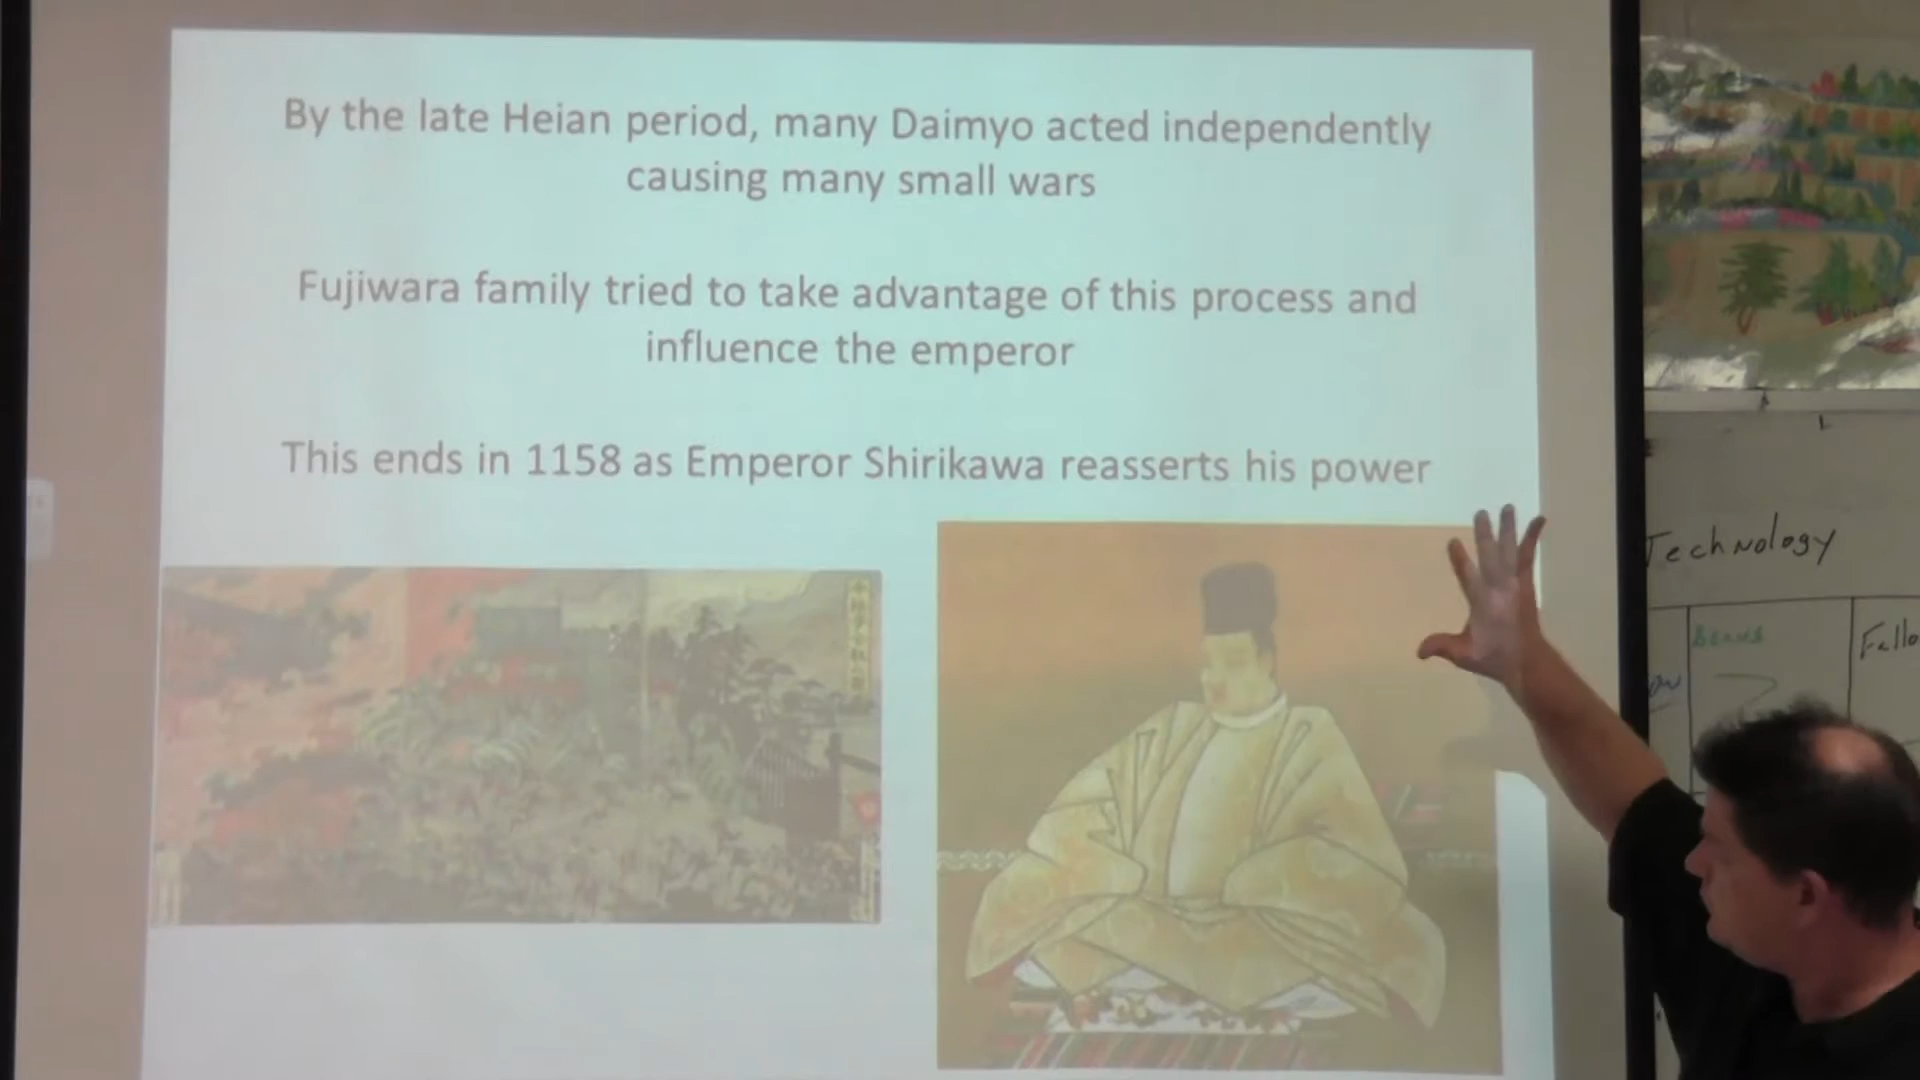 By the late Heian period, many Daimyo acted independently
causing many small wars
Fujiwara family tried to take advantage of this process and
influence the emperor
This ends in 1158 as Emperor Shirikawa reasserts his power
Technology
Beans